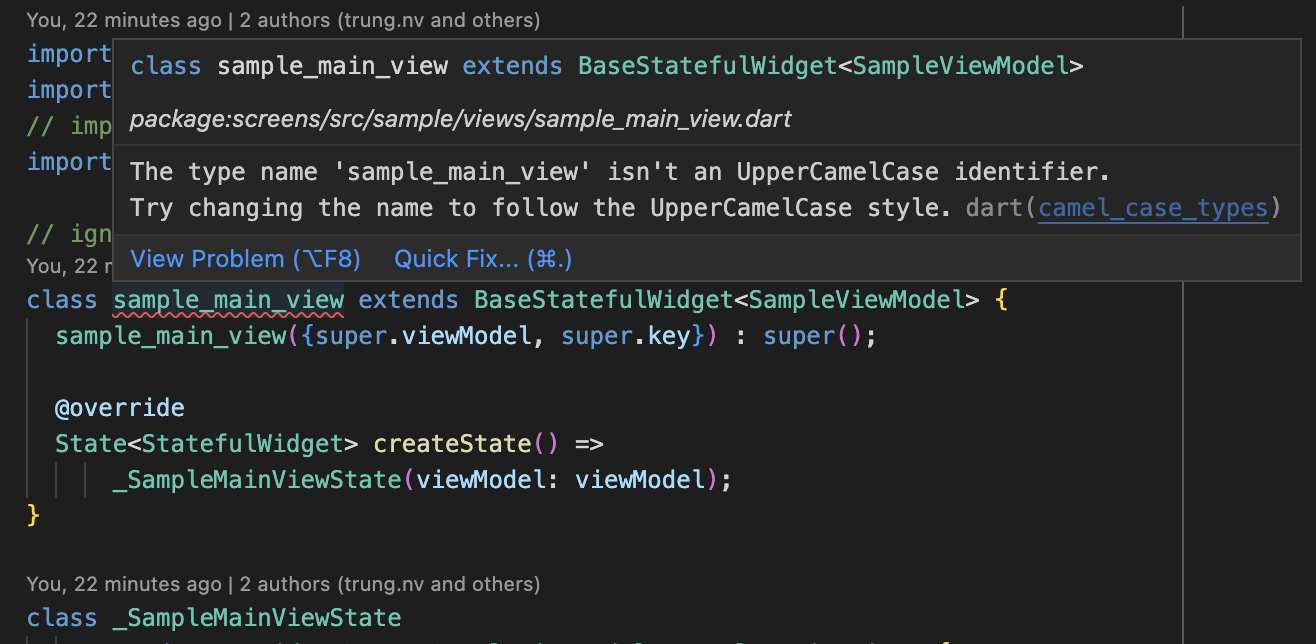 You, 22 minutes ago | 2 authors (trung.nv and others)
import
import
// imp
import
class sample_main_view extends BaseStatefulWidget<SampleViewModel>
package:screens/src/sample/views/sample_main_view.dart
The type name 'sample_main_view' isn't an UpperCamelCase identifier.
Try changing the name to follow the UpperCamelCase style. dart(camel_case_types)
View Problem (⌥F8) Quick Fix... (⌘.)
// ign
You, 22
class sample_main_view extends BaseStatefulWidget<SampleViewModel> {
sample_main_view({super.viewModel, super.key}) : super();
@override
State<StatefulWidget> createState() =>
_SampleMainViewState(viewModel: viewModel);
}
You, 22 minutes ago | 2 authors (trung.nv and others)
class _SampleMainViewState